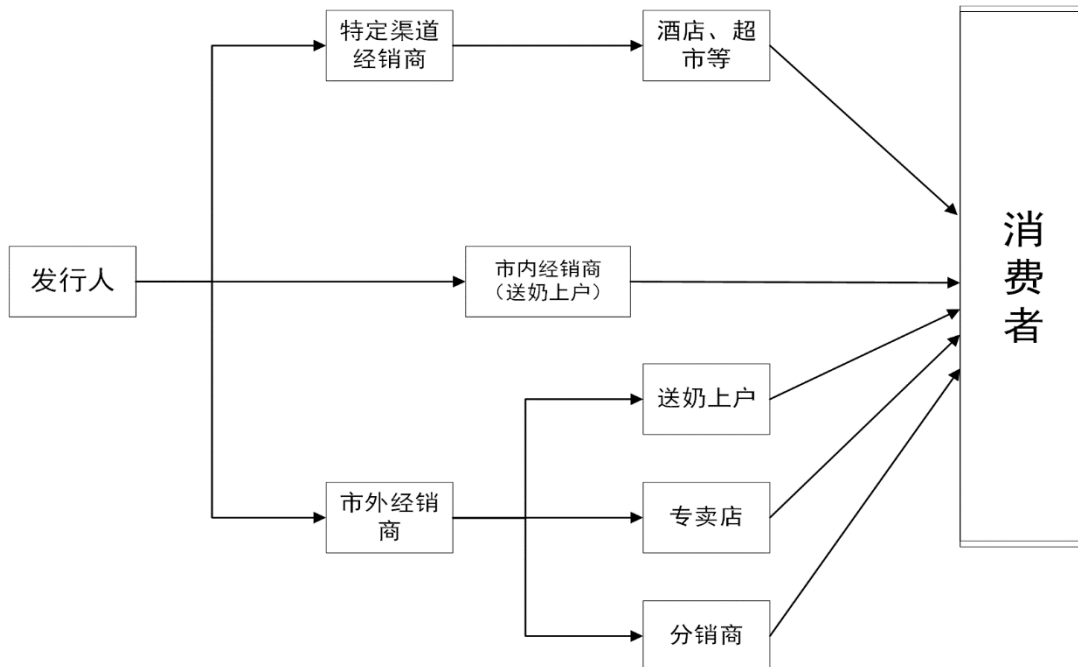 特定渠道
经销商
酒店、超
市等
发行人
市内经销商
（送奶上户）
消
费
者
送奶上户
市外经销
商
专卖店
分销商